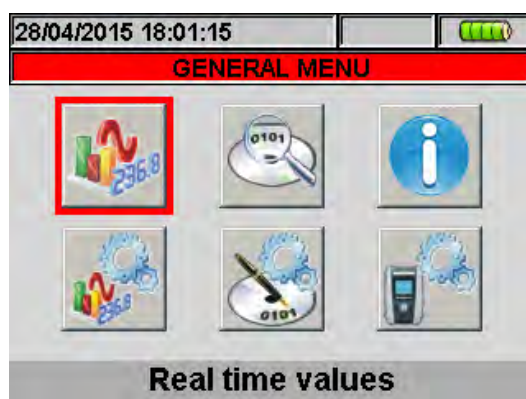 28/04/2015 18:01:15
GENERAL MENU
236.8
0101
i
236.8
0101
Real time values